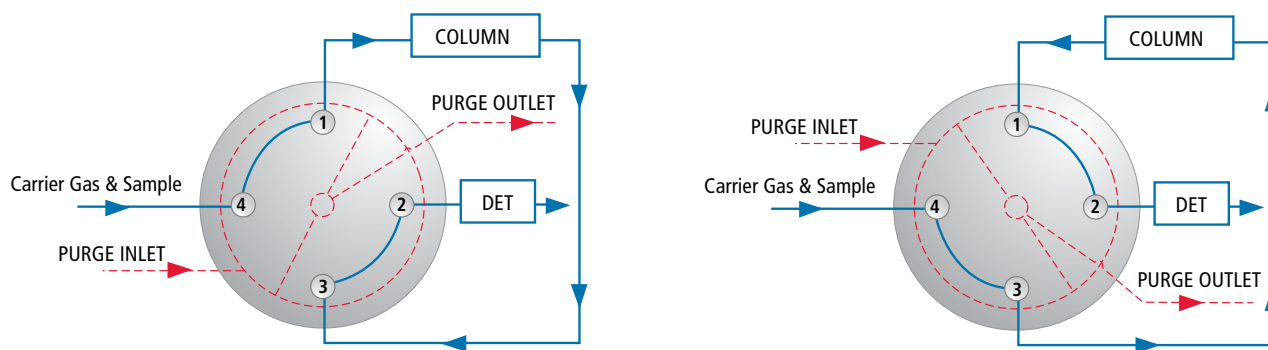 COLUMN
PURGE OUTLET
1
Carrier Gas & Sample
4
2
DET
PURGE INLET
3
COLUMN
PURGE INLET
1
Carrier Gas & Sample
4
2
DET
PURGE OUTLET
3